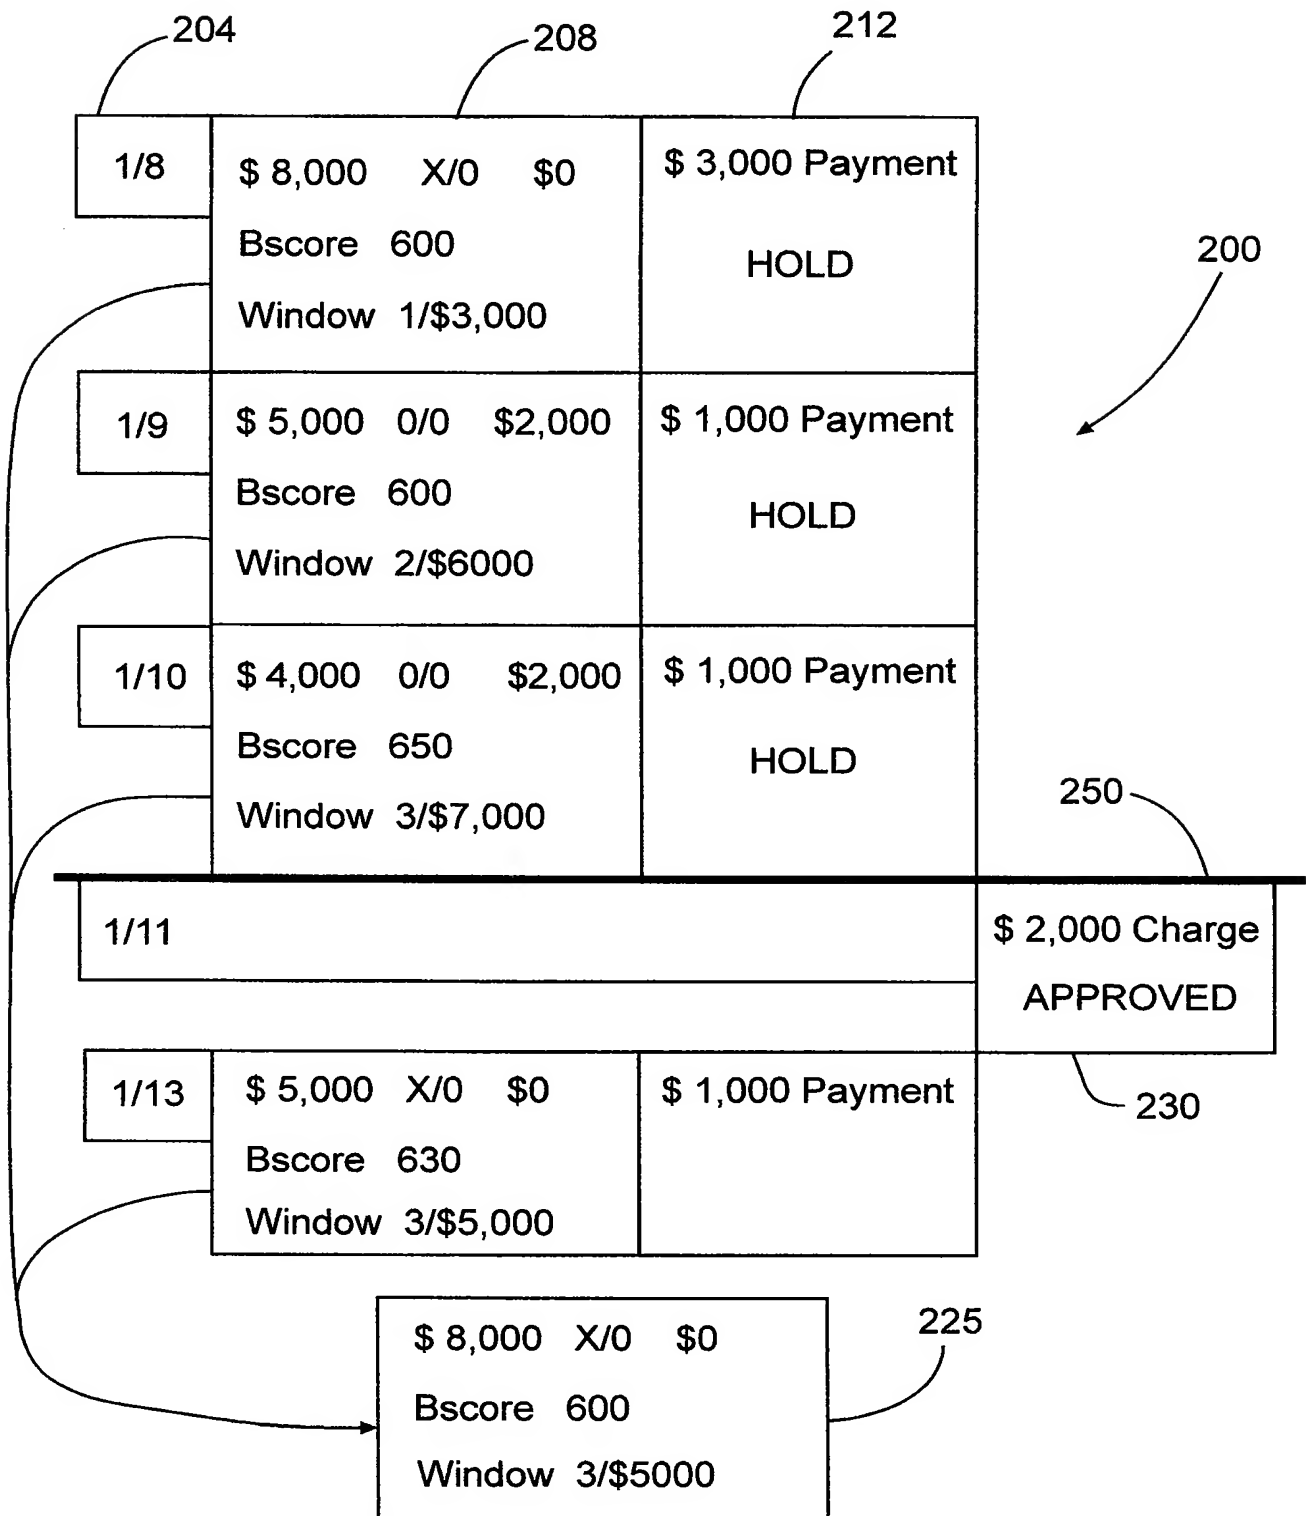 204
208
212
1/8
$ 8,000 X/0 $0
$ 3,000 Payment
Bscore 600
HOLD
200
Window 1/$3,000
1/9
$ 5,000 0/0 $2,000
$ 1,000 Payment
Bscore 600
HOLD
Window 2/$6000
1/10
$ 4,000 0/0 $2,000
$ 1,000 Payment
Bscore 650
HOLD
Window 3/$7,000
250
1/11
$ 2,000 Charge
APPROVED
1/13
$ 5,000 X/0 $0
$ 1,000 Payment
230
Bscore 630
Window 3/$5,000
$ 8,000 X/0 $0
225
Bscore 600
Window 3/$5000